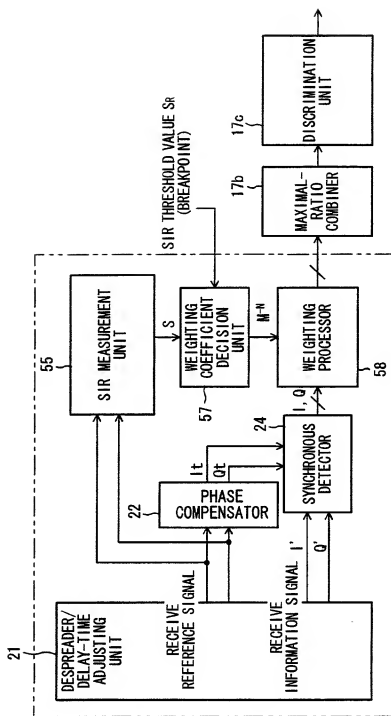 21
DESPREADER/
DELAY-TIME
ADJUSTING
UNIT
RECEIVE
REFERENCE SIGNAL
RECEIVE
INFORMATION SIGNAL
I'
Q'
22
PHASE
COMPENSATOR
It
Qt
24
SYNCHRONOUS
DETECTOR
I, Q
55
SIR MEASUREMENT
UNIT
S
57
WEIGHTING
COEFFICIENT
DECISION
UNIT
SIR THRESHOLD VALUE SR
(BREAKPOINT)
M-N
WEIGHTING
PROCESSOR
58
17b
MAXIMAL-
RATIO
COMBINER
17c
DISCRIMINATION
UNIT